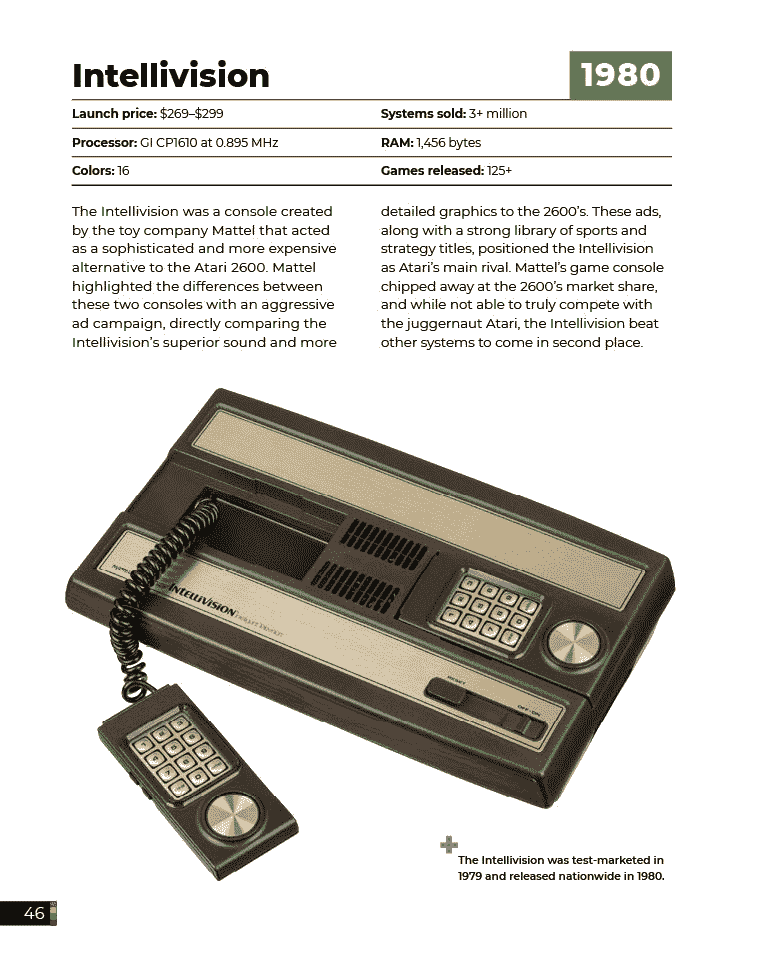 Intellivision
1980
Launch price: $269–$299
Systems sold: 3+ million
Processor: GI CP1610 at 0.895 MHz
RAM: 1,456 bytes
Colors: 16
Games released: 125+
The Intellivision was a console created
by the toy company Mattel that acted
as a sophisticated and more expensive
alternative to the Atari 2600. Mattel
highlighted the differences between
these two consoles with an aggressive
ad campaign, directly comparing the
Intellivision’s superior sound and more
detailed graphics to the 2600’s. These ads,
along with a strong library of sports and
strategy titles, positioned the Intellivision
as Atari’s main rival. Mattel’s game console
chipped away at the 2600’s market share,
and while not able to truly compete with
the juggernaut Atari, the Intellivision beat
other systems to come in second place.
INTELLIVISION
RESET
OFF-ON
The Intellivision was test-marketed in
1979 and released nationwide in 1980.
46